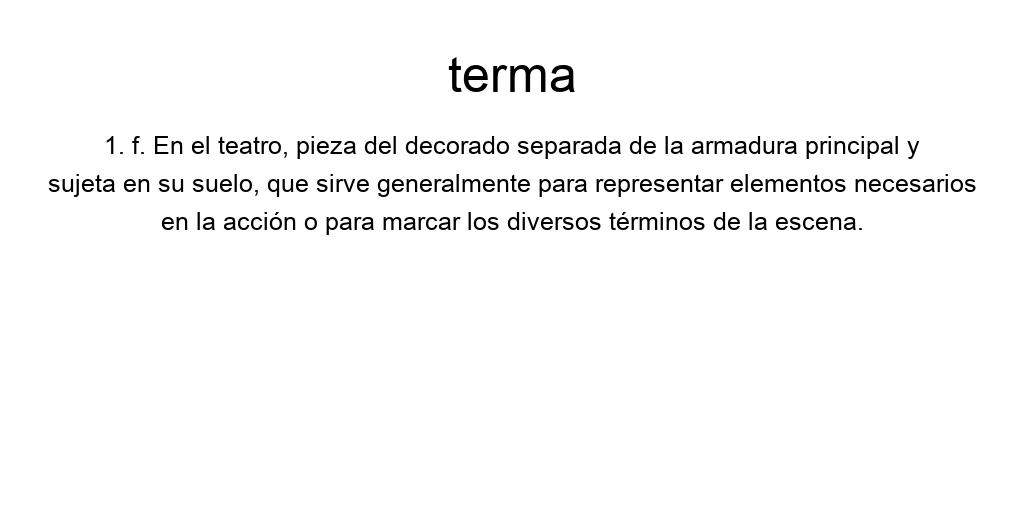 terma
1. f. En el teatro, pieza del decorado separada de la armadura principal y
sujeta en su suelo, que sirve generalmente para representar elementos necesarios
en la acción o para marcar los diversos términos de la escena.